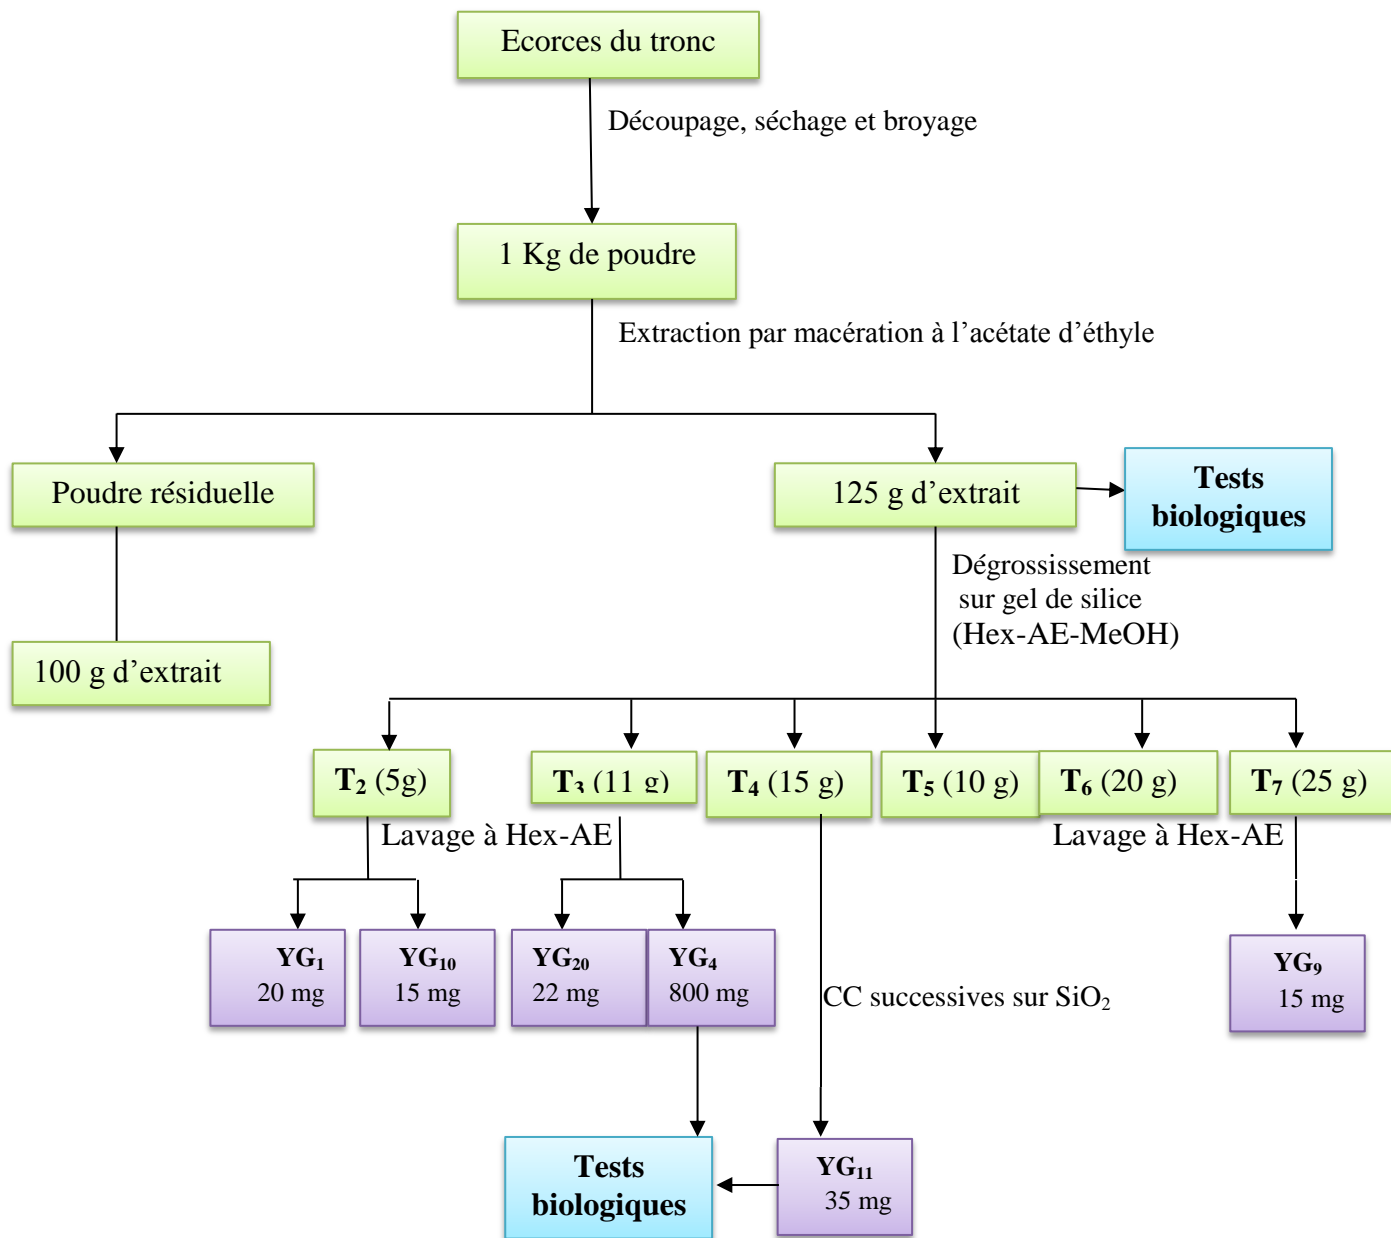 Ecorces du tronc
Découpage, séchage et broyage
1 Kg de poudre
Extraction par macération à l’acétate d’éthyle
Poudre résiduelle
125 g d’extrait
Tests
biologiques
Dégrossissement
sur gel de silice
(Hex-AE-MeOH)
100 g d’extrait
T₂ (5g)
T₃ (11 g)
T₄ (15 g)
T₅ (10 g)
T₆ (20 g)
T₇ (25 g)
Lavage à Hex-AE
Lavage à Hex-AE
YG₁
20 mg
YG₁₀
15 mg
YG₂₀
22 mg
YG₄
800 mg
CC successives sur SiO₂
YG₉
15 mg
Tests
biologiques
YG₁₁
35 mg